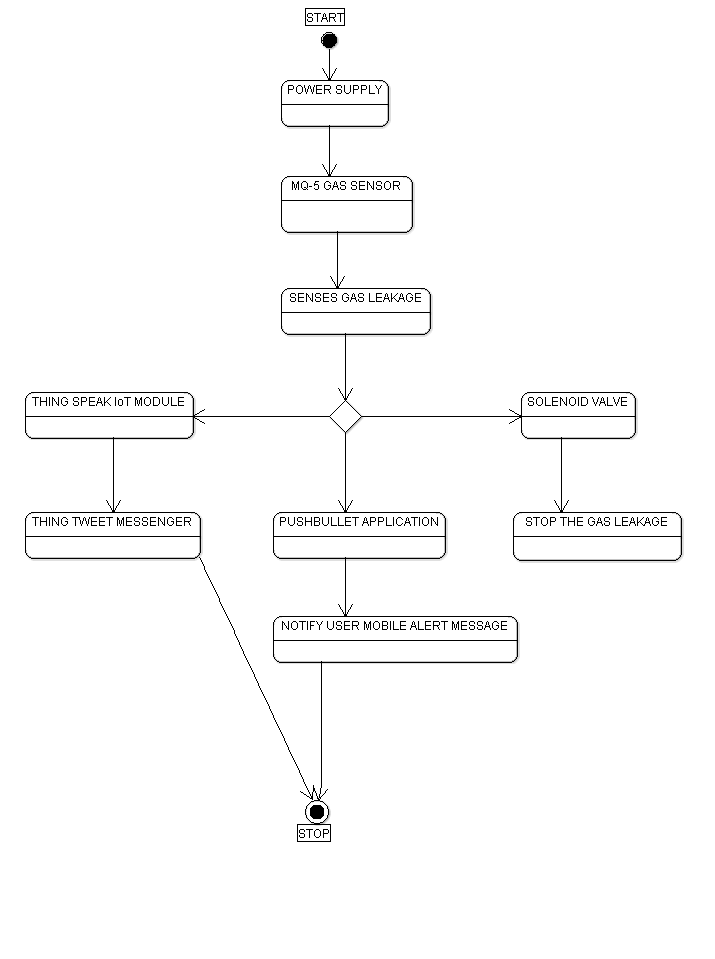 START
POWER SUPPLY
MQ-5 GAS SENSOR
SENSES GAS LEAKAGE
THING SPEAK IoT MODULE
SOLENOID VALVE
THING TWEET MESSENGER
PUSHBULLET APPLICATION
STOP THE GAS LEAKAGE
NOTIFY USER MOBILE ALERT MESSAGE
STOP